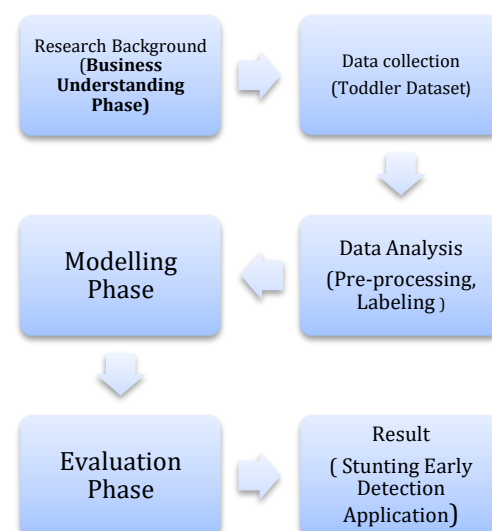 Research Background
(Business
Understanding
Phase)
Data collection
(Toddler Dataset)
Data Analysis
(Pre-processing,
Labeling )
Modelling
Phase
Evaluation
Phase
Result
( Stunting Early
Detection
Application)